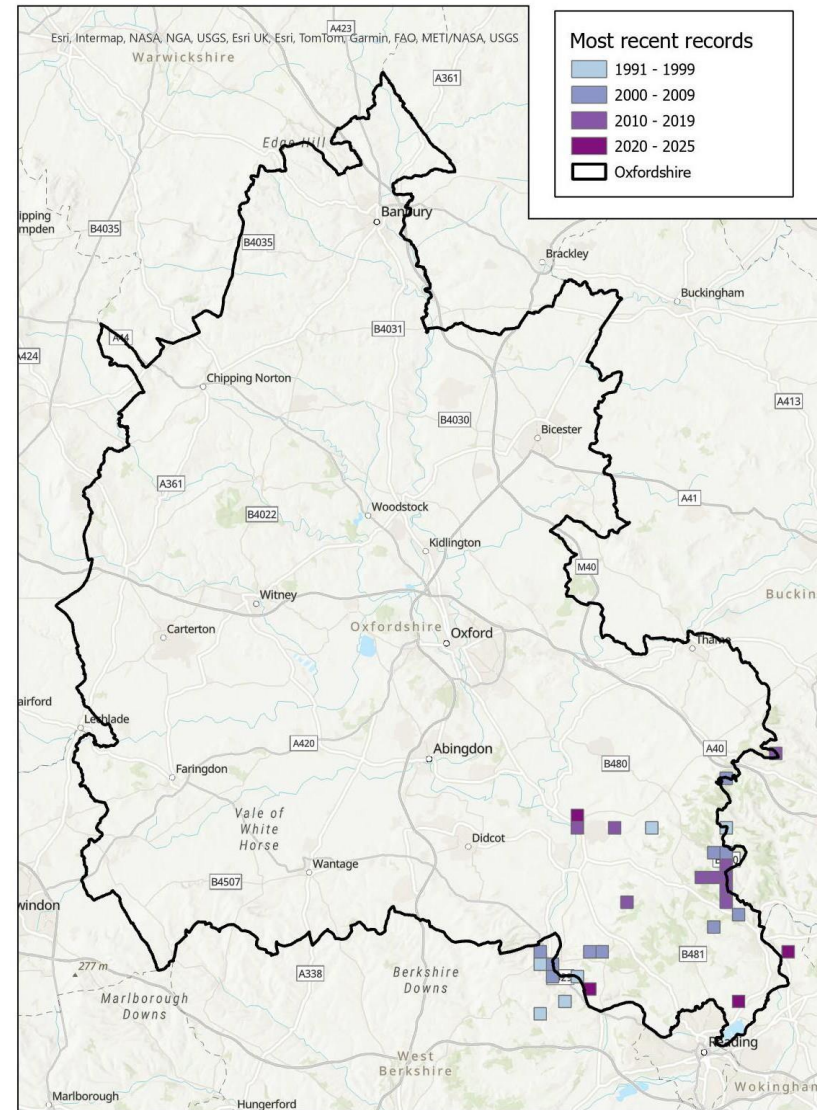 Esri, Intermap, NASA, NGA, USGS, Esri UK, Esri, TomTom, Garmin, FAO, METI/NASA, USGS
Most recent records
1991 - 1999
2000 - 2009
2010 - 2019
2020 - 2025
Oxfordshire
A423
Warwickshire
A361
Edge Hill
Banbury
ipping
mpden
B4035
B4035
Brackley
Buckingham
B4031
A44
A424
Chipping Norton
A413
B4030
Bicester
A361
A41
B4022
Woodstock
Kidlington
M40
Witney
Buckin
Carterton
Oxfordshire
Oxford
Thame
airford
Lechlade
A420
Abingdon
B480
A40
Faringdon
Vale of
White
Horse
Didcot
Wantage
B4507
windon
B481
277 m
A338
Berkshire
Downs
Marlborough
Downs
Reading
West
Berkshire
Wokingham
Marlborough
Hungerford